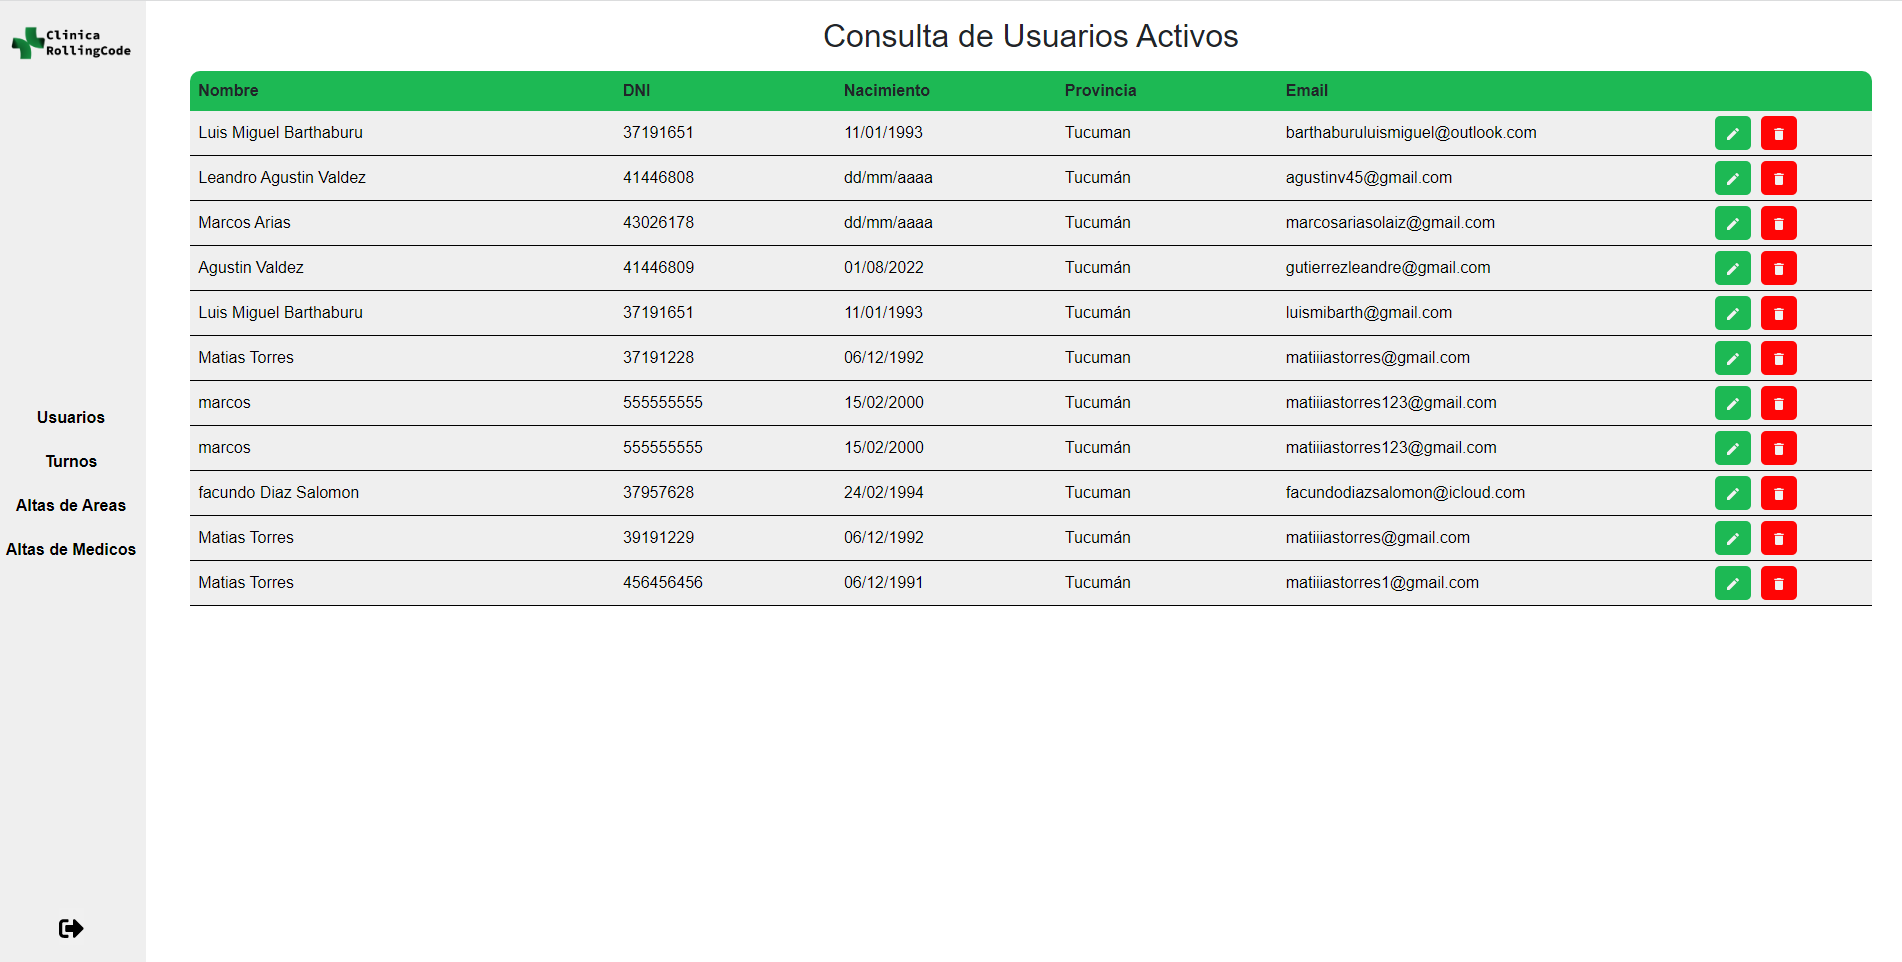 Clinica
RollingCode
Usuarios
Turnos
Altas de Areas
Altas de Medicos
Consulta de Usuarios Activos
Nombre DNI Nacimiento Provincia Email
Luis Miguel Barthaburu 37191651 11/01/1993 Tucuman barthaburuluismiguel@outlook.com
Leandro Agustin Valdez 41446808 dd/mm/aaaa Tucumán agustinv45@gmail.com
Marcos Arias 43026178 dd/mm/aaaa Tucumán marcosariasolaiz@gmail.com
Agustin Valdez 41446809 01/08/2022 Tucumán gutierrezleandre@gmail.com
Luis Miguel Barthaburu 37191651 11/01/1993 Tucumán luismibarth@gmail.com
Matias Torres 37191228 06/12/1992 Tucuman matiiiastorres@gmail.com
marcos 555555555 15/02/2000 Tucumán matiiiastorres123@gmail.com
marcos 555555555 15/02/2000 Tucumán matiiiastorres123@gmail.com
facundo Diaz Salomon 37957628 24/02/1994 Tucuman facundodiazsalomon@icloud.com
Matias Torres 39191229 06/12/1992 Tucumán matiiiastorres@gmail.com
Matias Torres 456456456 06/12/1991 Tucumán matiiiastorres1@gmail.com